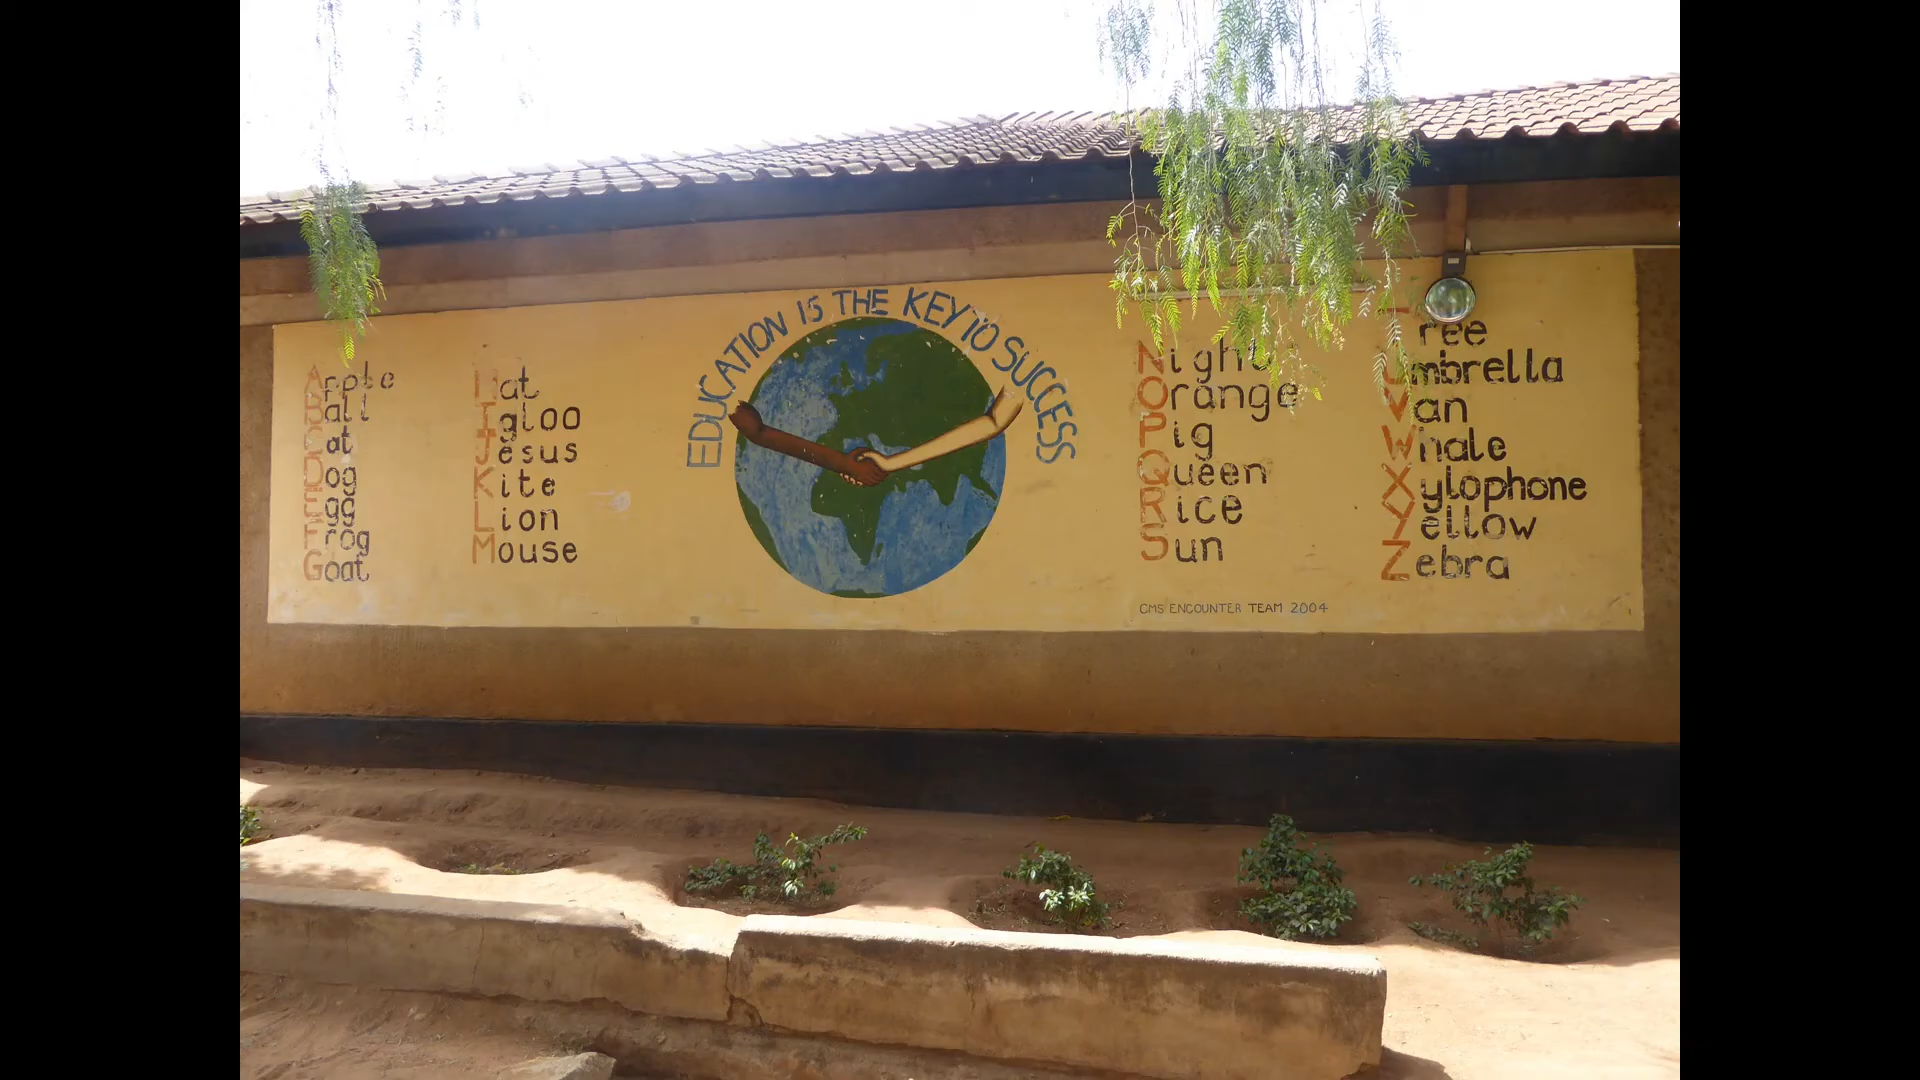 EDUCATION IS THE KEY TO SUCCESS
Apple
Ball
Cat
Dog
Egg
Frog
Goat
Hat
Igloo
Jesus
Kite
Lion
Mouse
Night
Orange
Pig
Queen
Rice
Sun
Tree
Umbrella
Van
Whale
Xylophone
Yellow
Zebra
CMS ENCOUNTER TEAM 2004